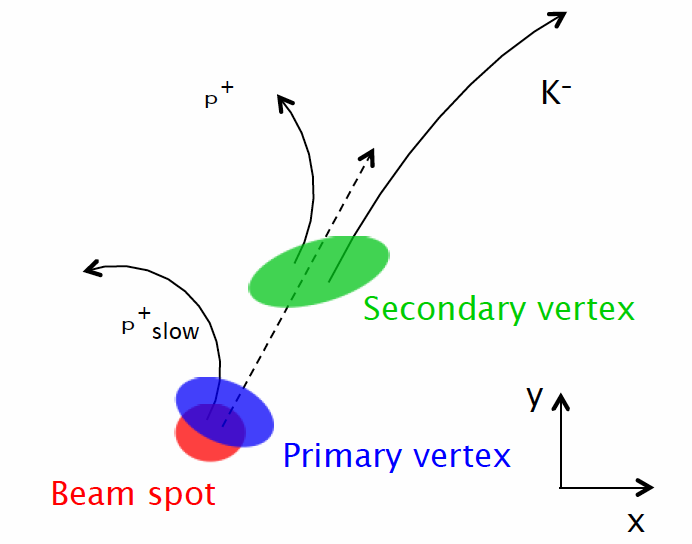 p+
K-
Secondary vertex
p+slow
y
Primary vertex
Beam spot
x